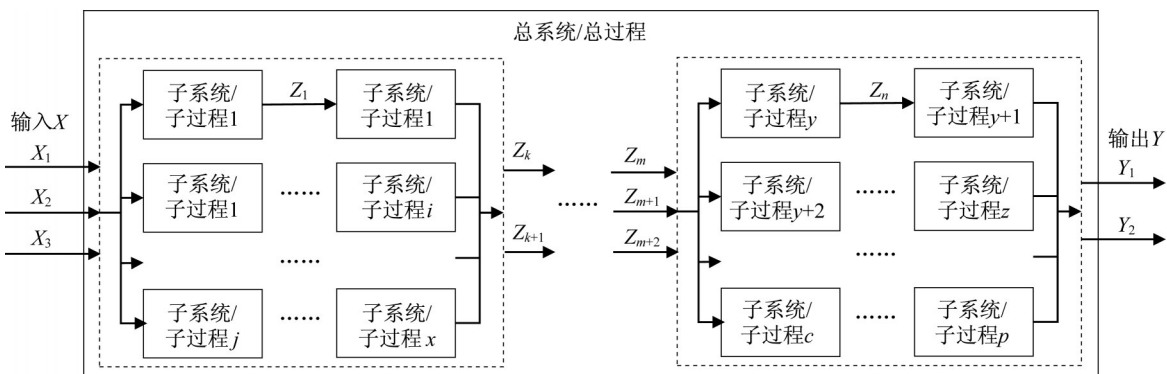 总系统/总过程
输入X
X₁
X₂
X₃
子系统/
子过程1
Z₁
子系统/
子过程1
子系统/
子过程1
……
子系统/
子过程i
……
子系统/
子过程j
……
子系统/
子过程x
Zₖ
Zₖ₊₁
……
Zₘ
Zₘ₊₁
Zₘ₊₂
子系统/
子过程y
Zₙ
子系统/
子过程y+1
子系统/
子过程y+2
……
子系统/
子过程z
……
子系统/
子过程c
……
子系统/
子过程p
输出Y
Y₁
Y₂